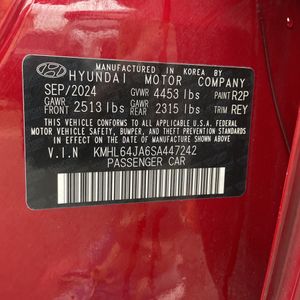 MANUFACTURED IN KOREA BY
HYUNDAI MOTOR COMPANY
SEP/2024 GVWR 4453 lbs PAINT R2P
GAWR FRONT 2513 lbs GAWR REAR 2315 lbs TRIM REY
THIS VEHICLE CONFORMS TO ALL APPLICABLE U.S. FEDERAL
MOTOR VEHICLE SAFETY, BUMPER, AND THEFT PREVENTION
STANDARDS IN EFFECT ON THE DATE OF MANUFACTURE
SHOWN ABOVE.
V.I.N KMHL64JA6SA447242
PASSENGER CAR